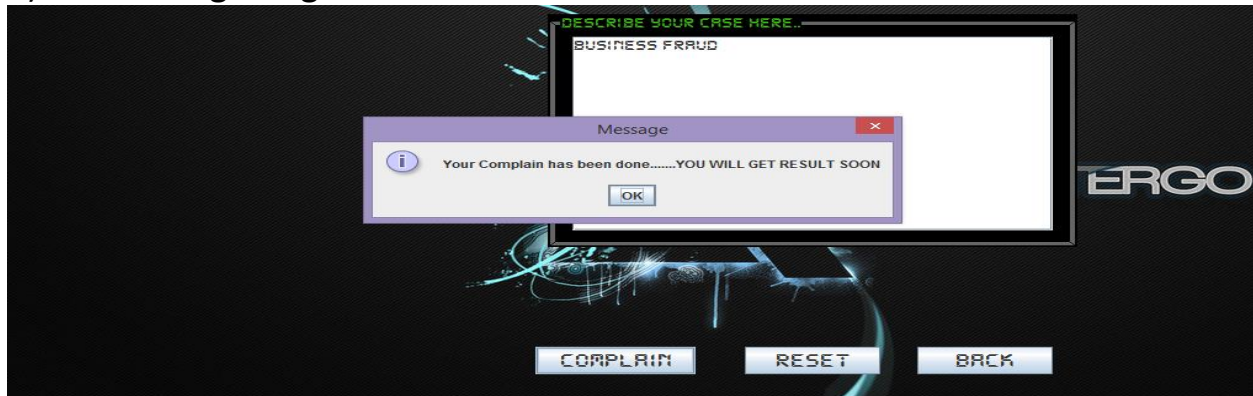 DESCRIBE YOUR CASE HERE..
BUSINESS FRAUD
Message
Your Complain has been done.......YOU WILL GET RESULT SOON
OK
ERGO
COMPLAIN
RESET
BACK